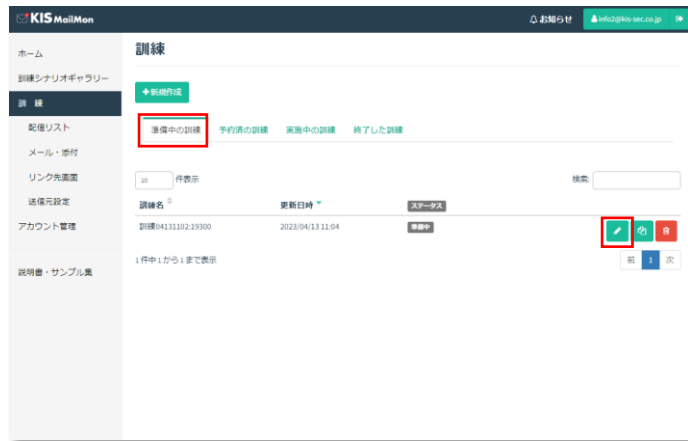 KIS MailMon
お知らせ info2@kis-sec.co.jp
ホーム
訓練シナリオギャラリー
訓 練
配信リスト
メール・添付
リンク先画面
送信元設定
アカウント管理
説明書・サンプル集
訓練
+新規作成
準備中の訓練 予約済の訓練 実施中の訓練 終了した訓練
10 件表示 検索:
訓練名 更新日時 ステータス
訓練04131102:19300 2023/04/13 11:04 準備中
1 件中 1 から 1 まで表示
前 1 次